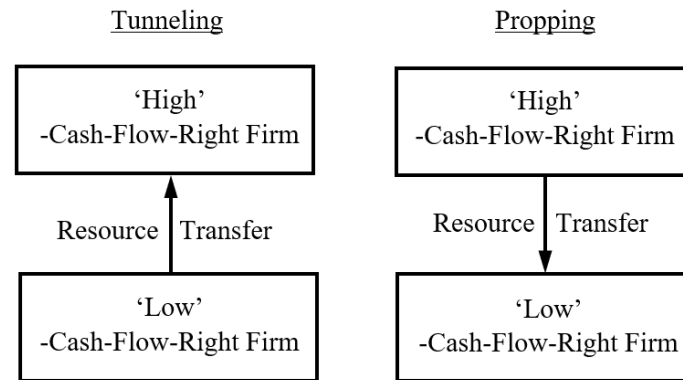 Tunneling
‘High’
-Cash-Flow-Right Firm
Resource Transfer
‘Low’
-Cash-Flow-Right Firm
Propping
‘High’
-Cash-Flow-Right Firm
Resource Transfer
‘Low’
-Cash-Flow-Right Firm